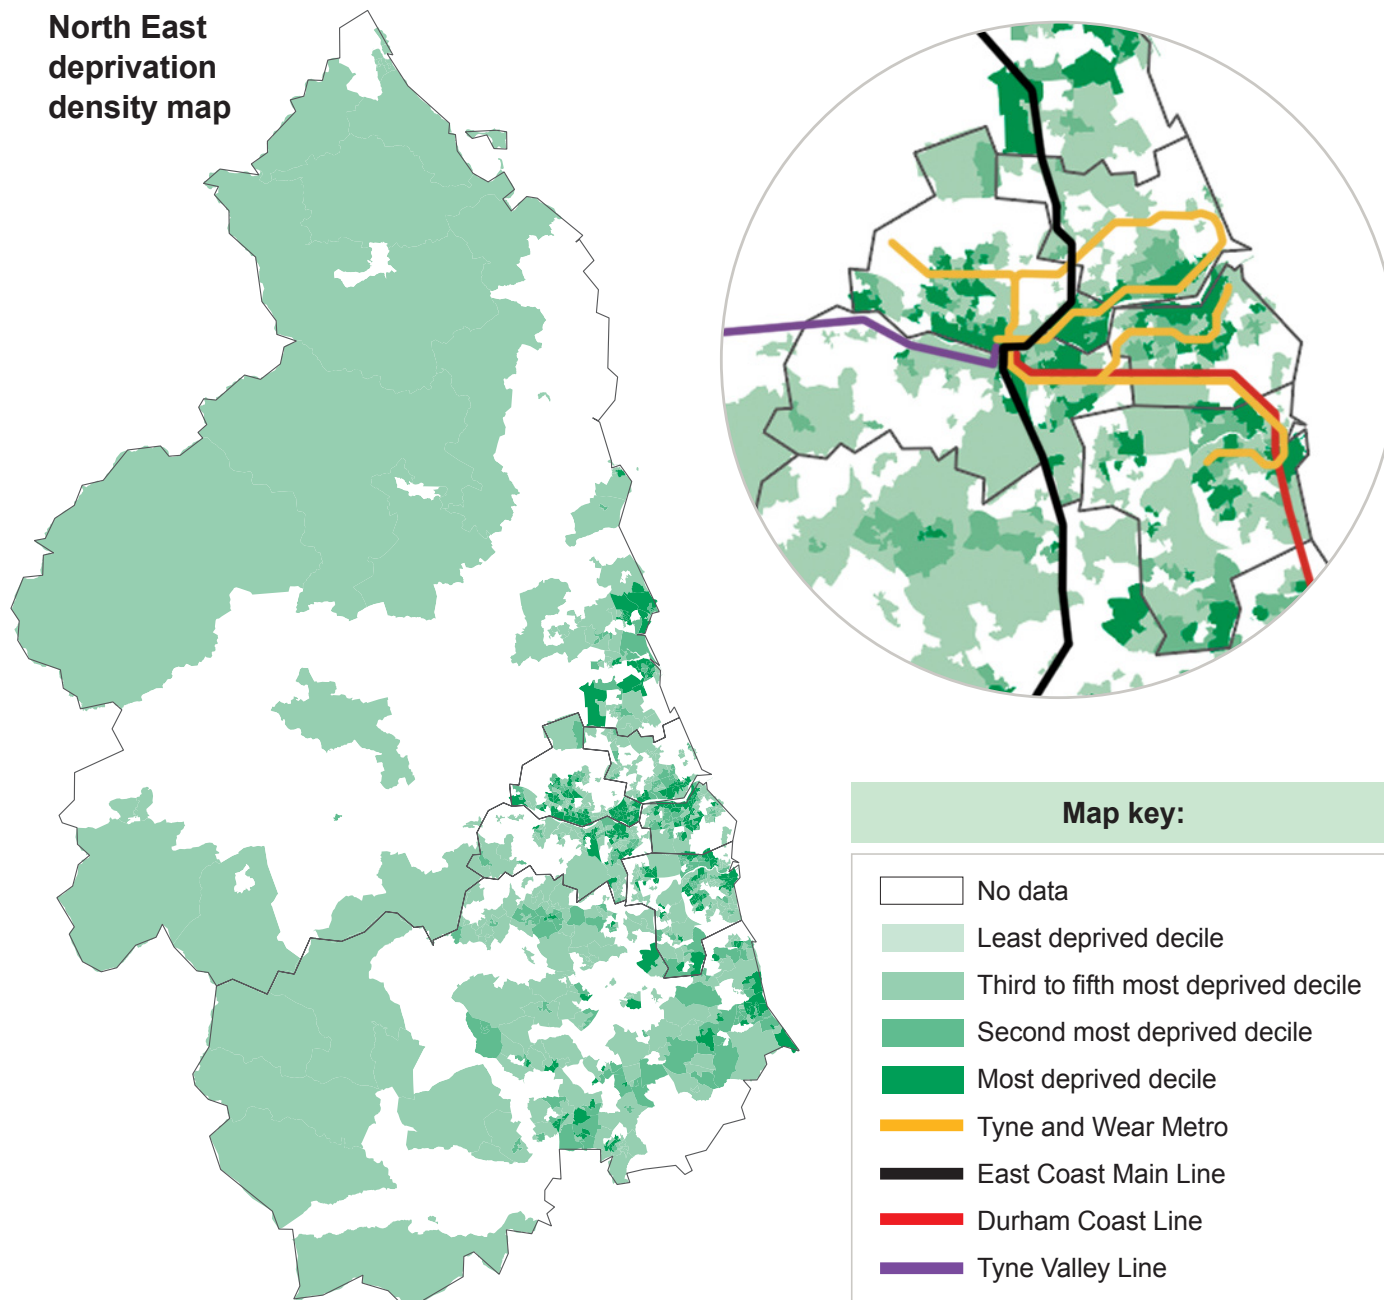 North East
deprivation
density map
Map key:
No data
Least deprived decile
Third to fifth most deprived decile
Second most deprived decile
Most deprived decile
Tyne and Wear Metro
East Coast Main Line
Durham Coast Line
Tyne Valley Line